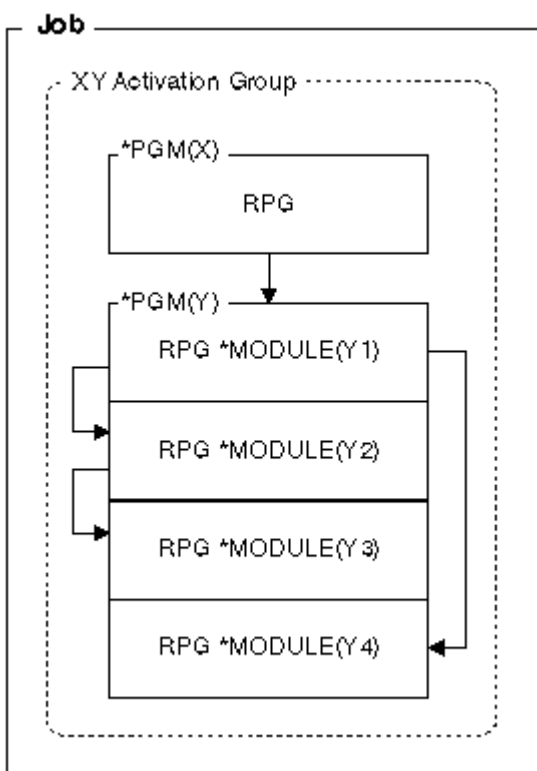 Job
XY Activation Group
*PGM(X)
RPG
*PGM(Y)
RPG *MODULE(Y1)
RPG *MODULE(Y2)
RPG *MODULE(Y3)
RPG *MODULE(Y4)